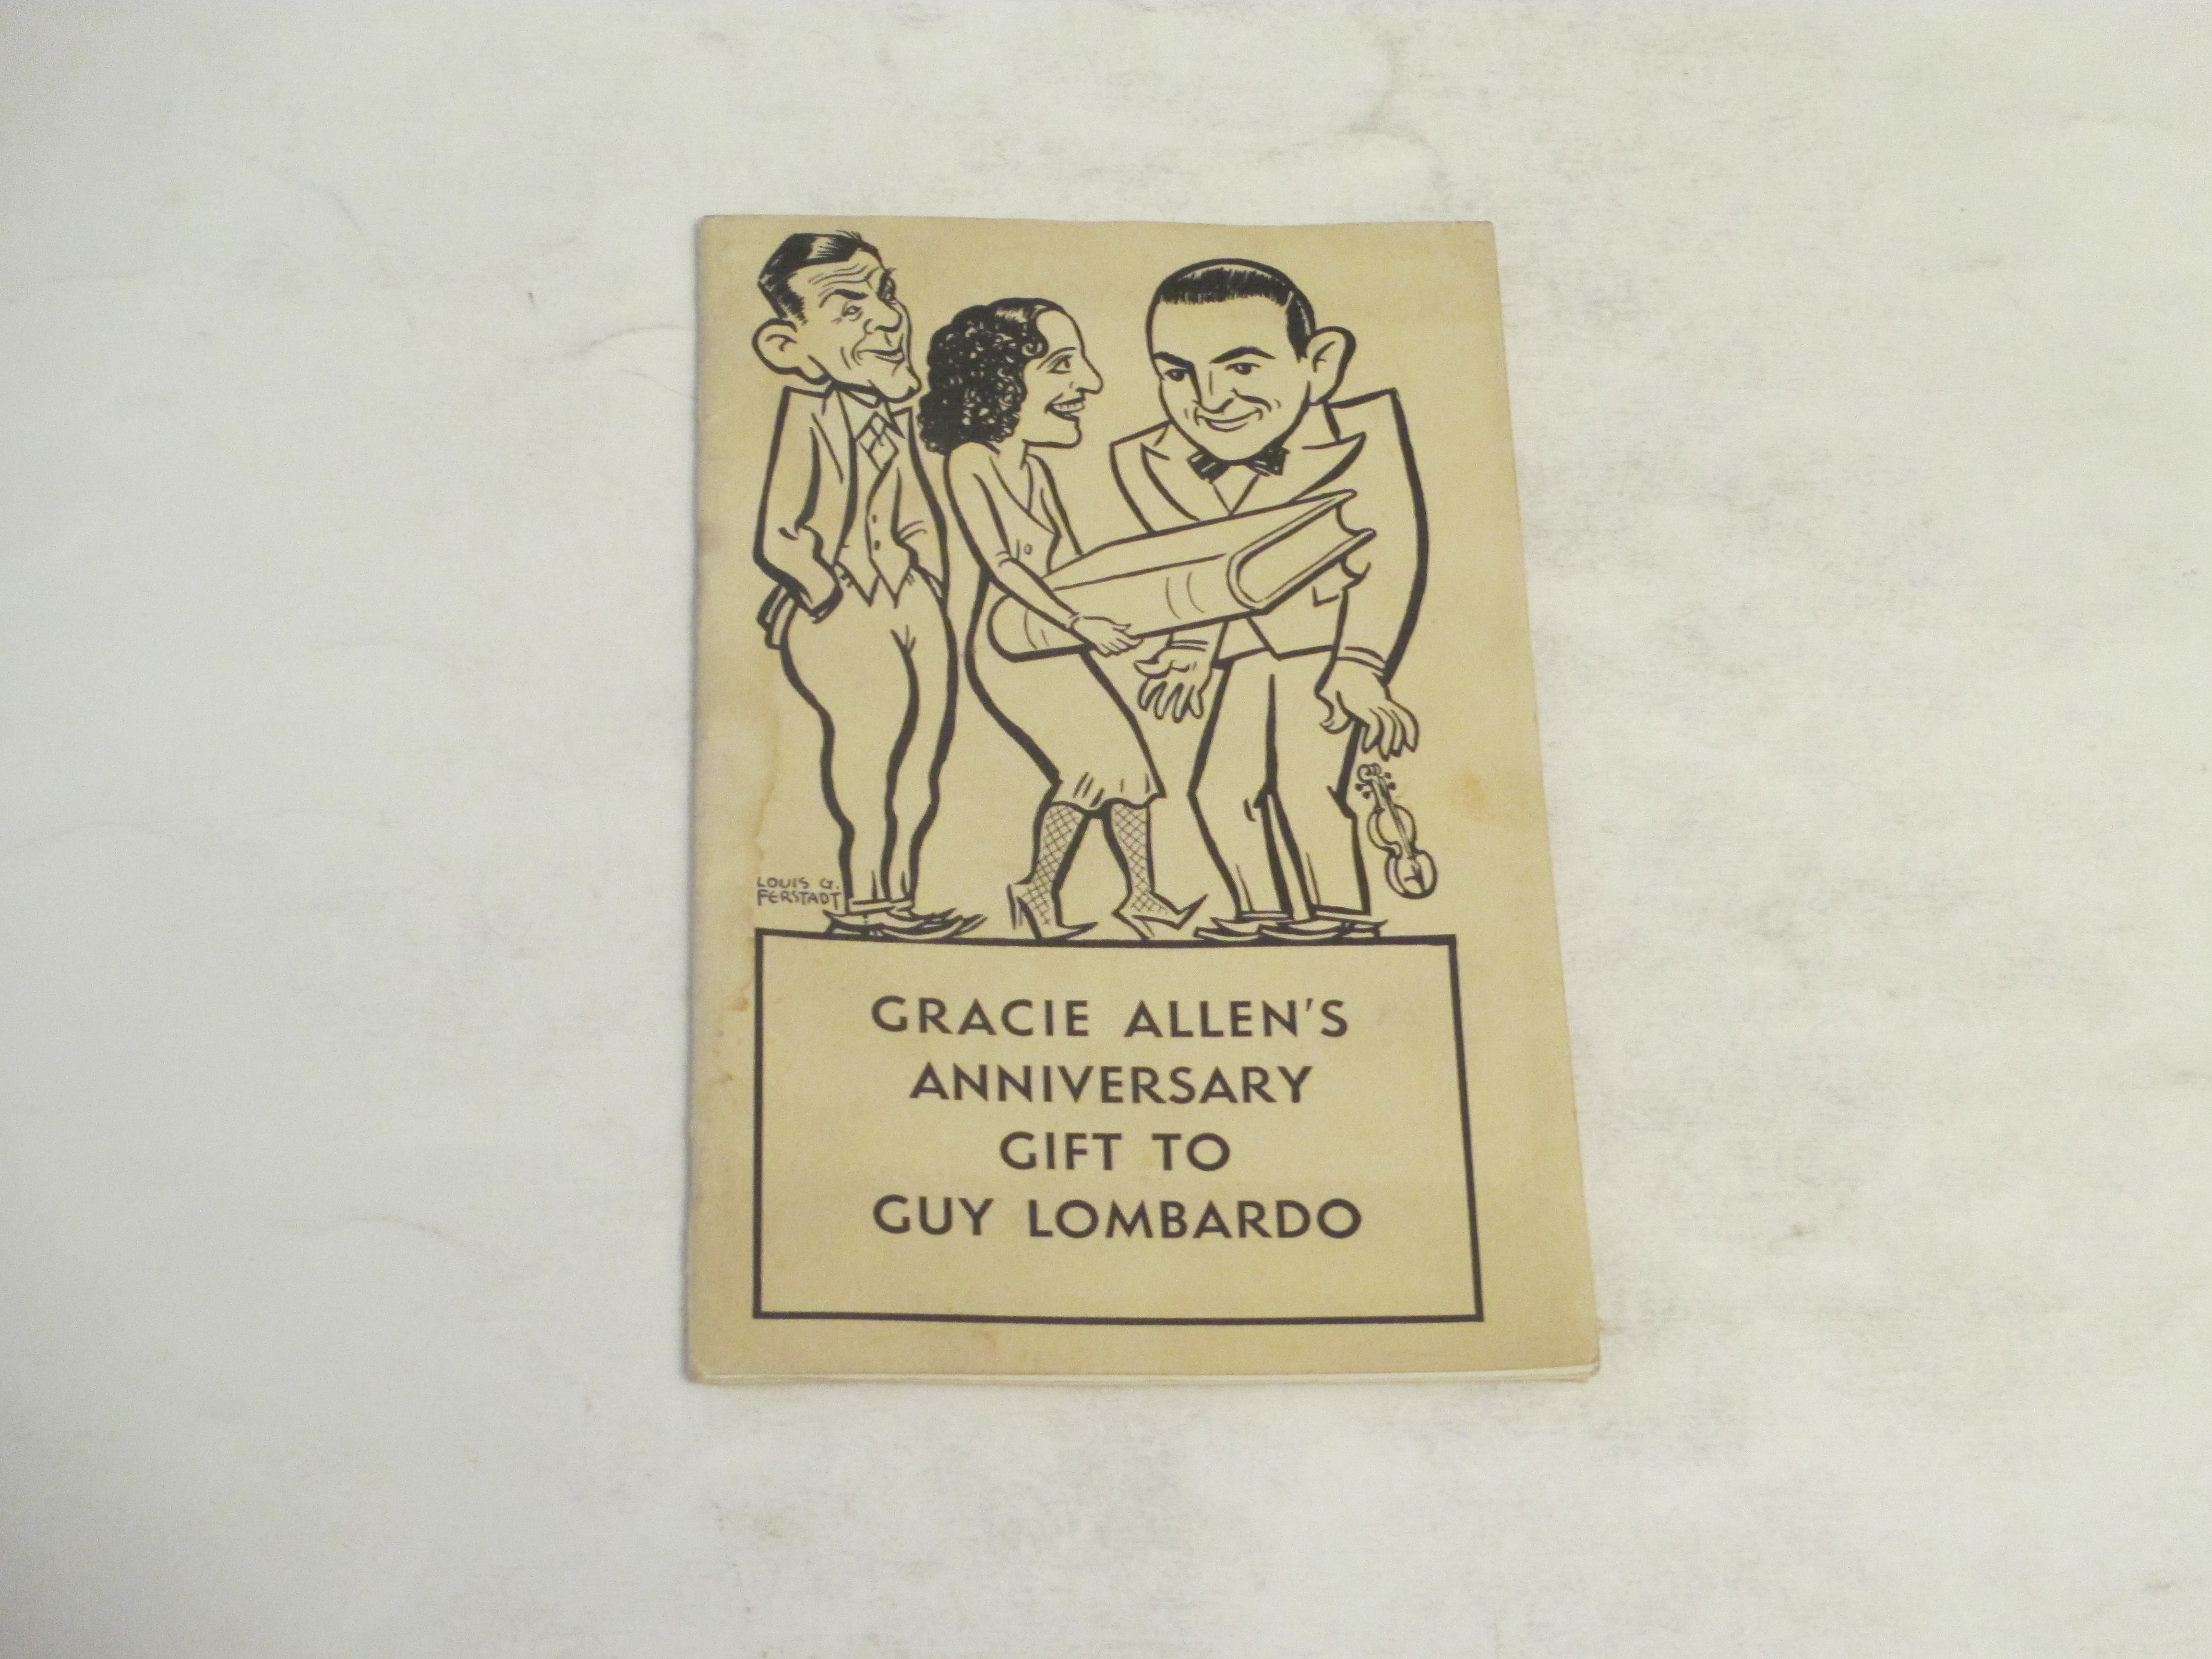 LOUIS G.
FERSTADT
GRACIE ALLEN'S
ANNIVERSARY
GIFT TO
GUY LOMBARDO